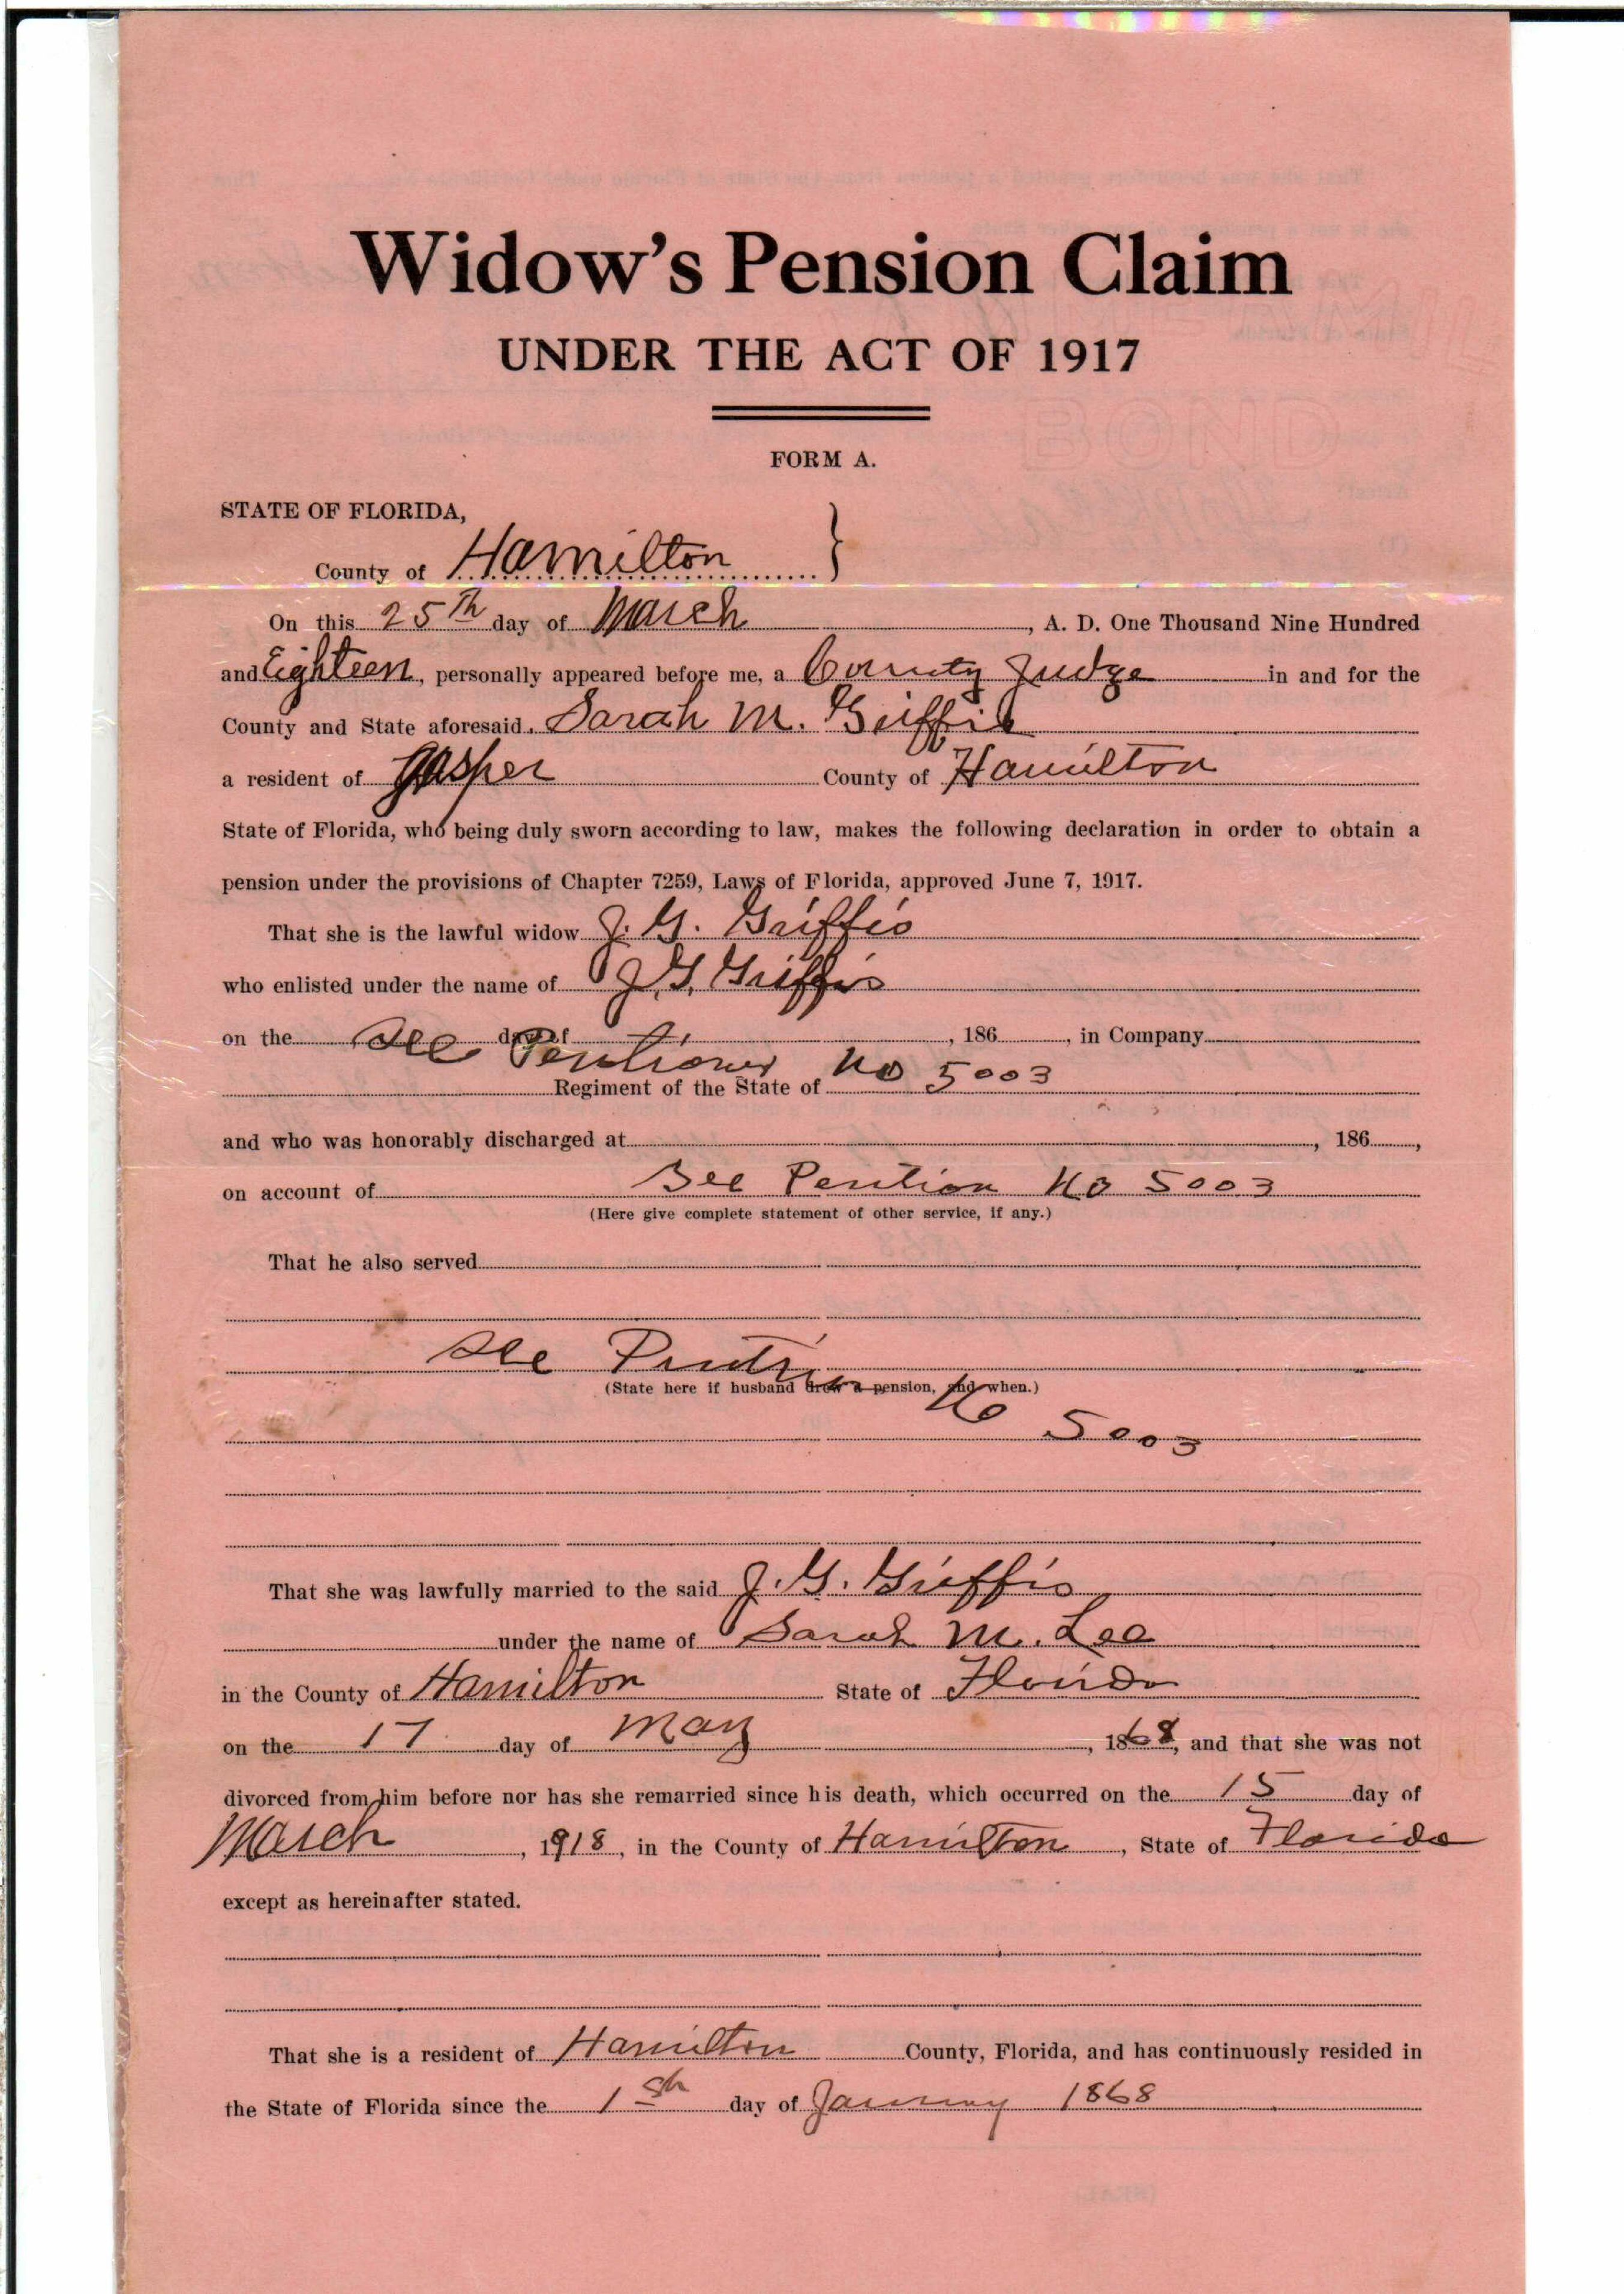 Widow's Pension Claim
UNDER THE ACT OF 1917
FORM A.
STATE OF FLORIDA,
County of Hamilton }
On this 25th day of March, A. D. One Thousand Nine Hundred
and Eighteen, personally appeared before me, a County Judge in and for the
County and State aforesaid. Sarah M. Griffis
a resident of Jasper County of Hamilton
State of Florida, who being duly sworn according to law, makes the following declaration in order to obtain a
pension under the provisions of Chapter 7259, Laws of Florida, approved June 7, 1917.
That she is the lawful widow J. G. Griffis
who enlisted under the name of J. G. Griffis
on the See day of , 186 , in Company
Regiment of the State of No 5003
and who was honorably discharged at , 186 ,
on account of See Pention No 5003
(Here give complete statement of other service, if any.)
That he also served
See
(State here if husband drew a pension, and when.)
No 5003
That she was lawfully married to the said J. G. Griffis
under the name of Sarah M. Lee
in the County of Hamilton State of Florida
on the 17 day of May, 1868, and that she was not
divorced from him before nor has she remarried since his death, which occurred on the 15 day of
March, 1918, in the County of Hamilton, State of Florida
except as hereinafter stated.
That she is a resident of Hamilton County, Florida, and has continuously resided in
the State of Florida since the 1st day of January 1868